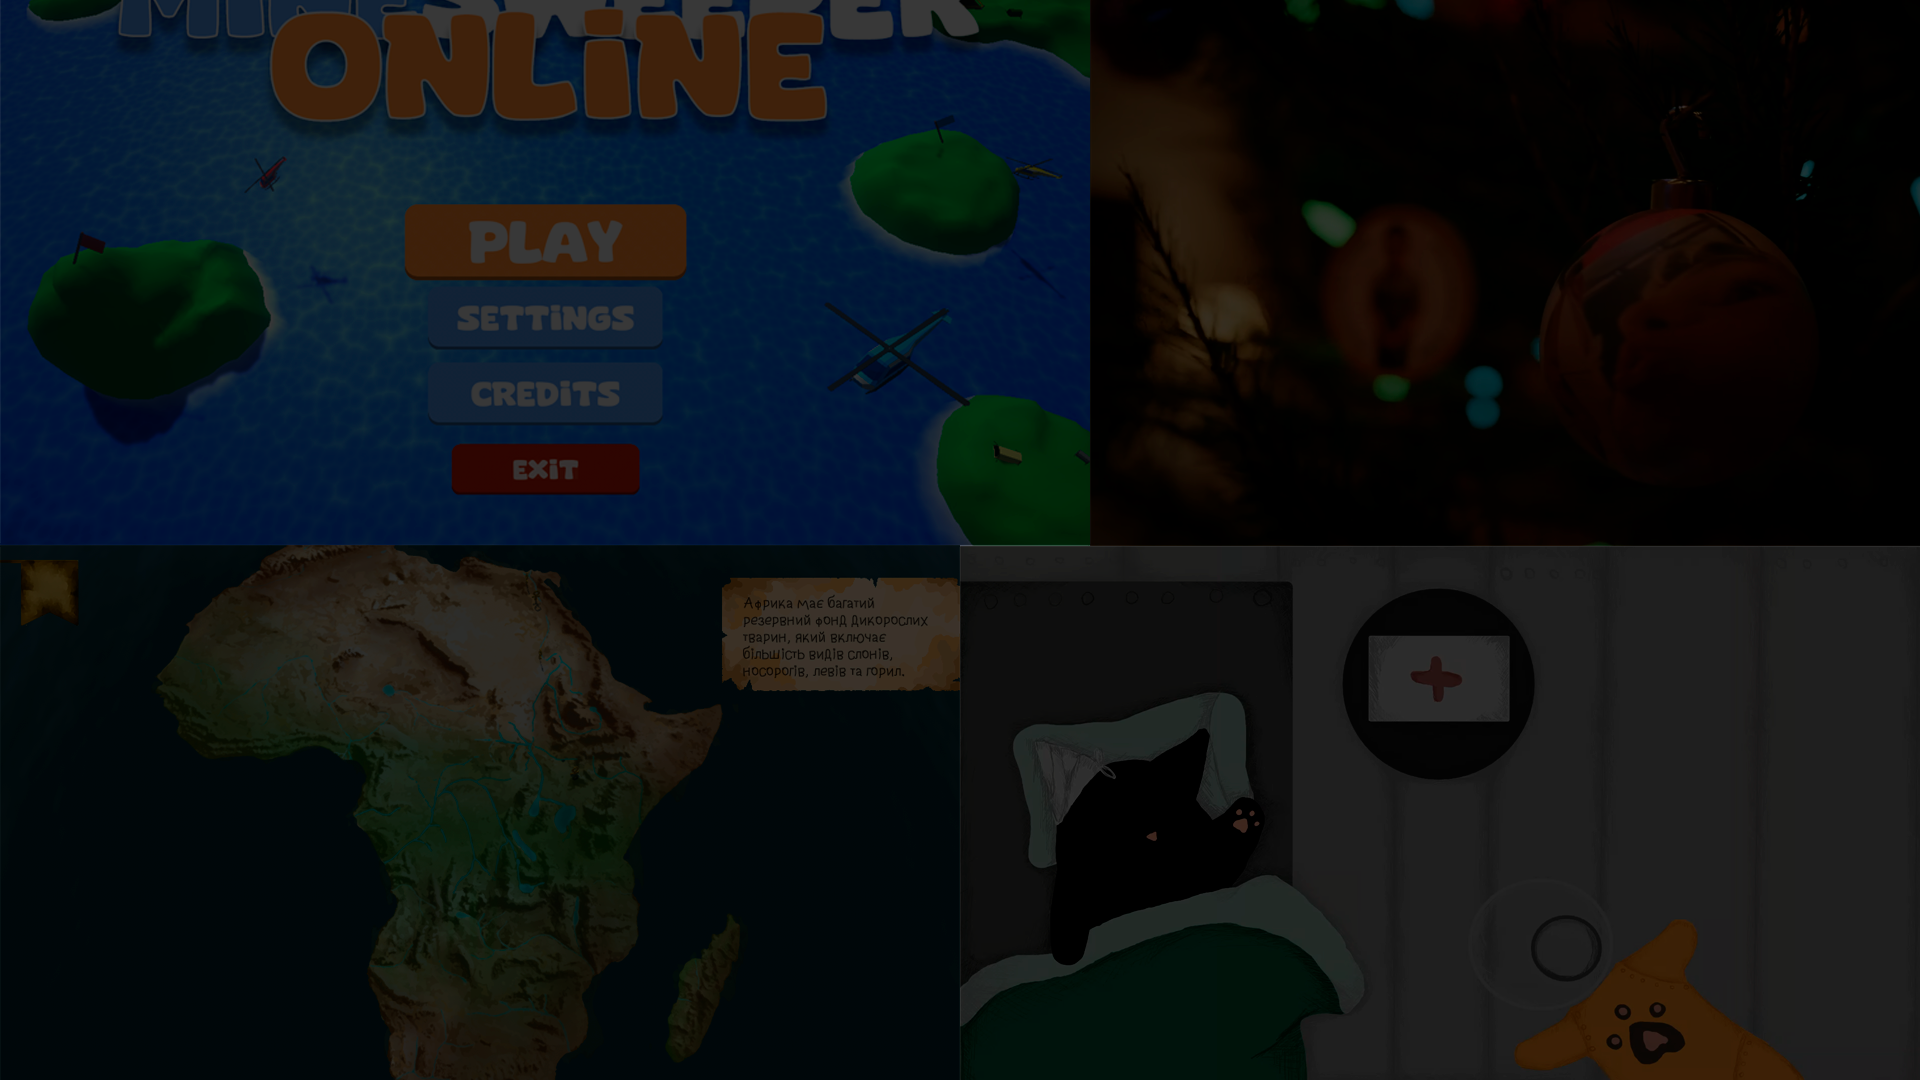 MINESWEEPER
ONLINE
PLAY
SETTINGS
CREDITS
EXIT
Африка має багатий
резервний фонд дикорослих
тварин, який включає
більшість видів слонів,
носорогів, левів та горил.